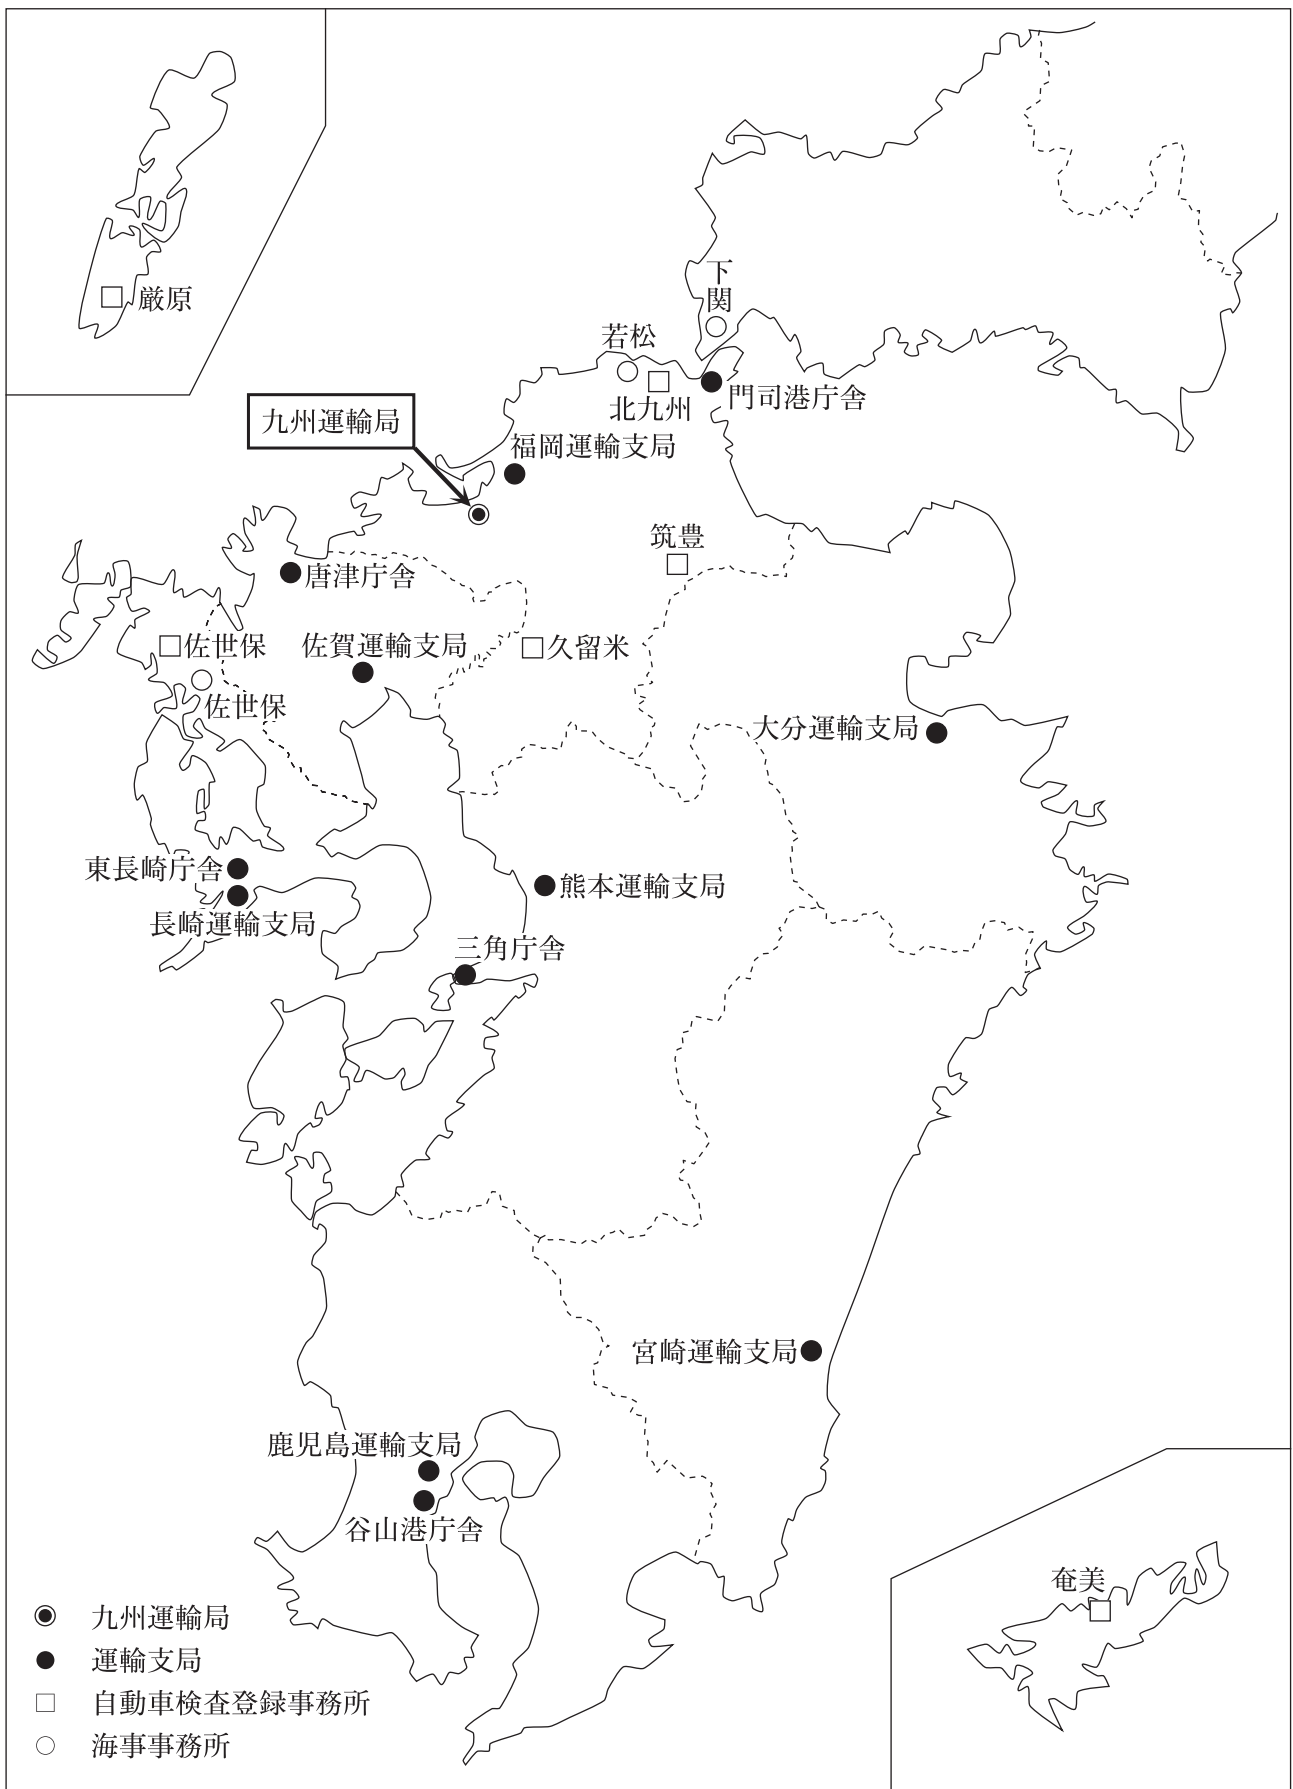 厳原
下関
若松
北九州
門司港庁舎
九州運輸局
福岡運輸支局
筑豊
唐津庁舎
佐世保
佐賀運輸支局
久留米
佐世保
大分運輸支局
東長崎庁舎
熊本運輸支局
長崎運輸支局
三角庁舎
宮崎運輸支局
鹿児島運輸支局
谷山港庁舎
奄美
九州運輸局
運輸支局
自動車検査登録事務所
海事事務所